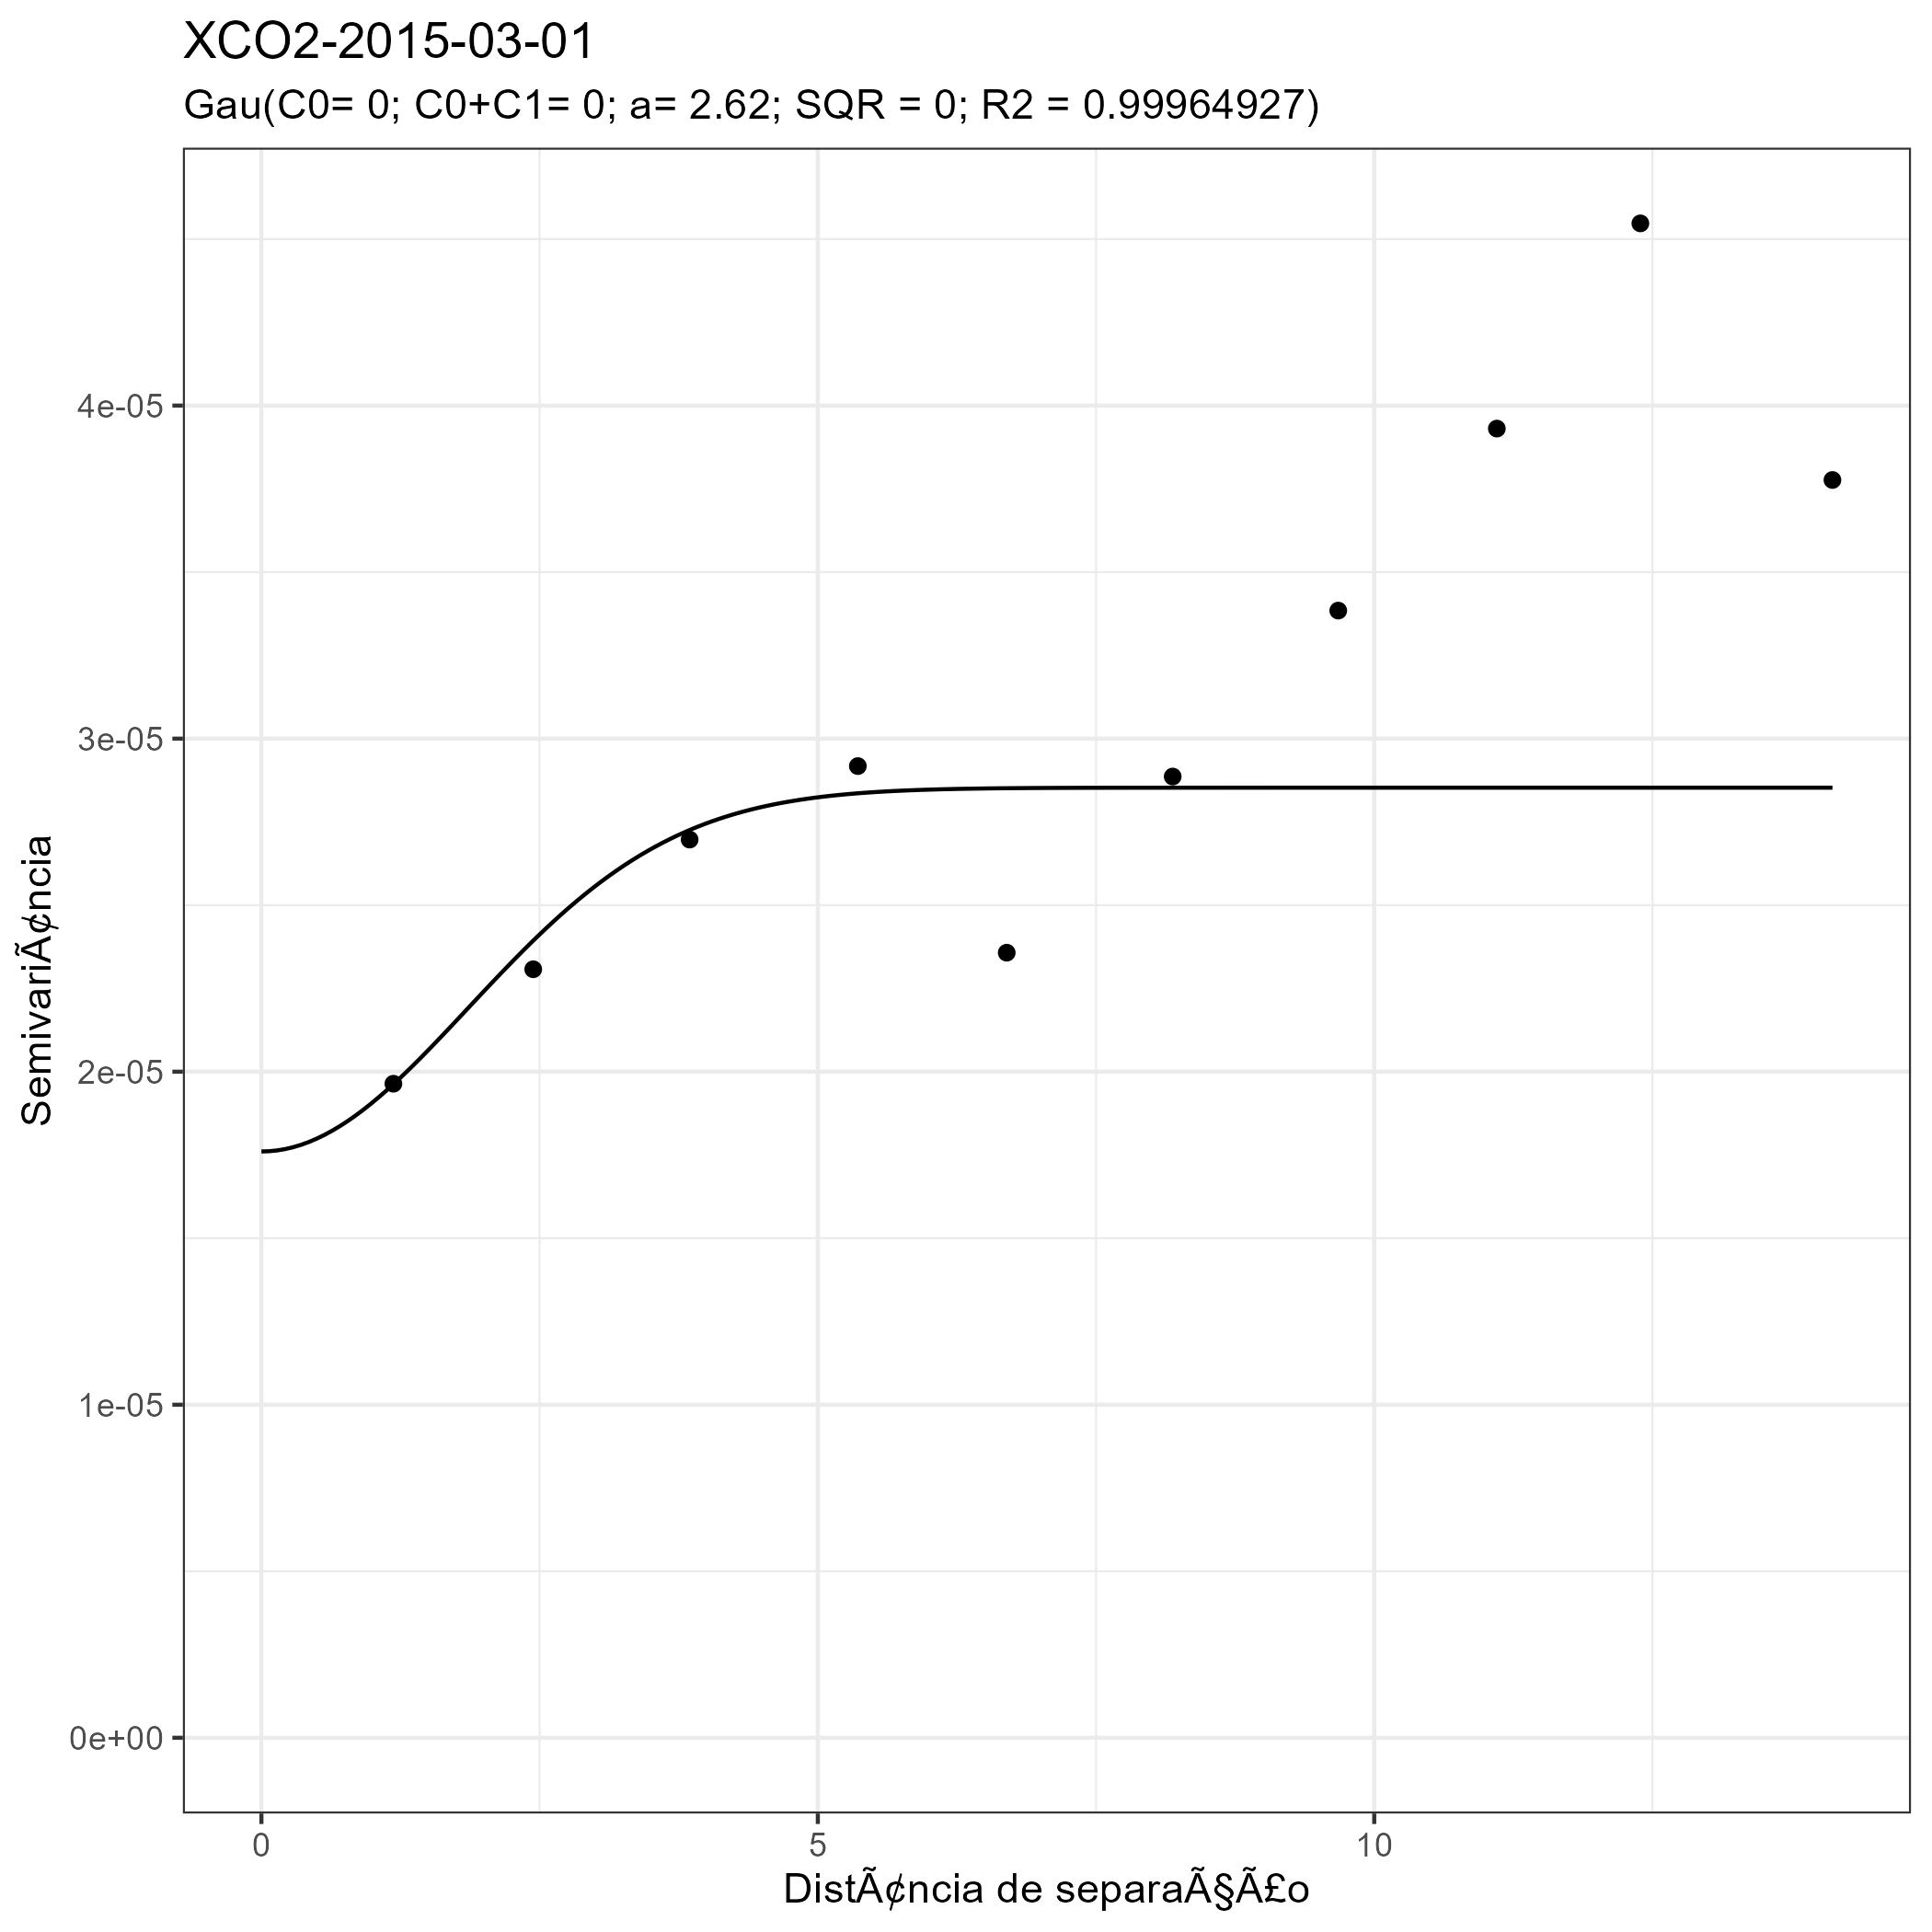 XCO2-2015-03-01
Gau(C0= 0; C0+C1= 0; a= 2.62; SQR = 0; R2 = 0.99964927)
SemivariÃ¢ncia
4e-05
3e-05
2e-05
1e-05
0e+00
0 5 10
DistÃ¢ncia de separaÃ§Ã£o